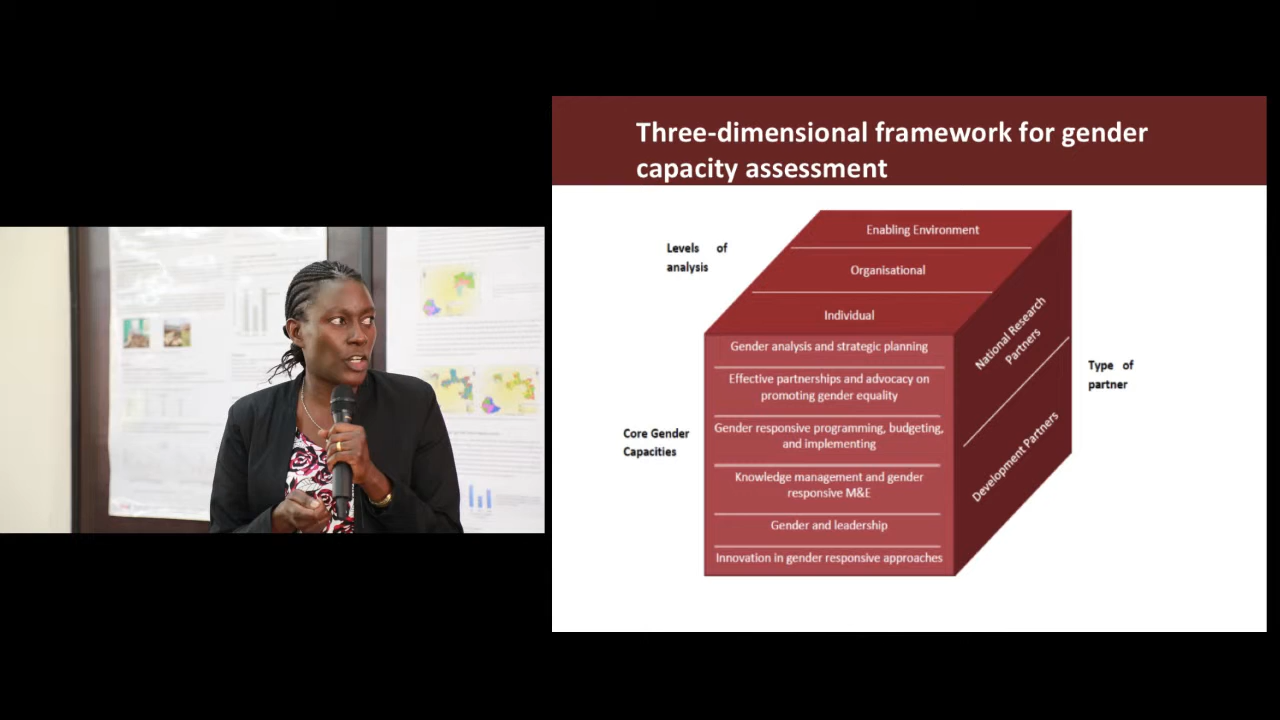 Three-dimensional framework for gender
capacity assessment
Levels of
analysis
Enabling Environment
Organisational
Individual
Gender analysis and strategic planning
Effective partnerships and advocacy on
promoting gender equality
Gender responsive programming, budgeting,
and implementing
Knowledge management and gender
responsive M&E
Gender and leadership
Innovation in gender responsive approaches
Core Gender
Capacities
National Research
Partners
Development Partners
Type of
partner